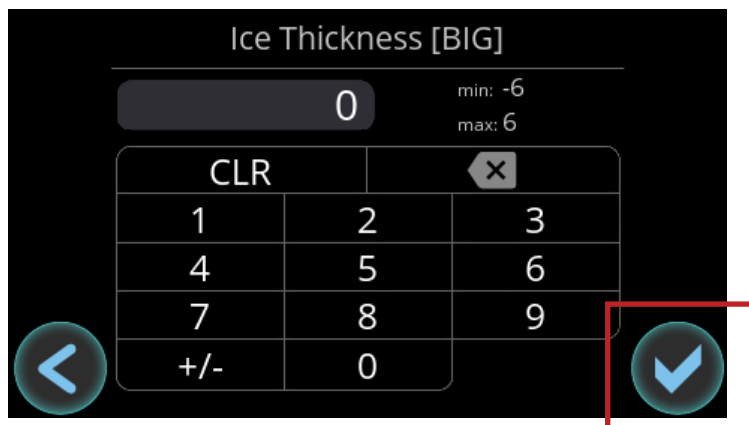 Ice Thickness [BIG]
0 min: -6
max: 6
CLR
1 2 3
4 5 6
7 8 9
+/- 0